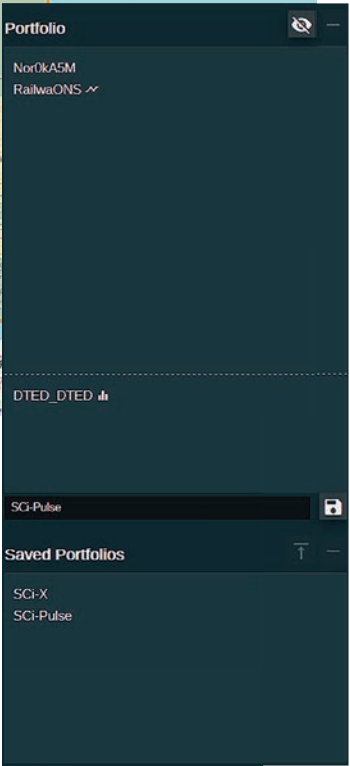 Portfolio
Nor0kA5M
RailwaONS
DTED_DTED
SCi-Pulse
Saved Portfolios
SCi-X
SCi-Pulse